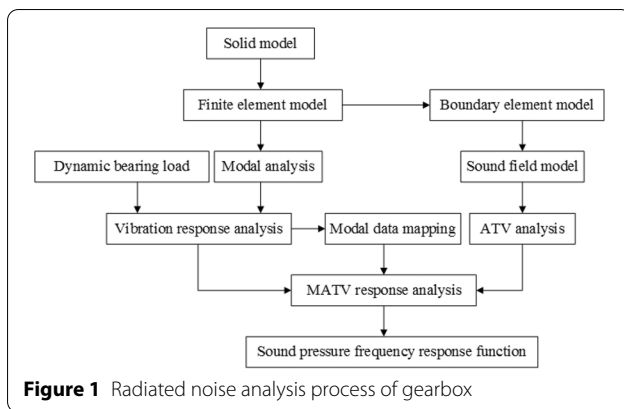 Solid model
Finite element model
Boundary element model
Dynamic bearing load
Modal analysis
Sound field model
Vibration response analysis
Modal data mapping
ATV analysis
MATV response analysis
Sound pressure frequency response function
Figure 1 Radiated noise analysis process of gearbox